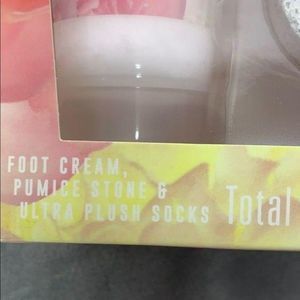 FOOT CREAM,
PUMICE STONE &
ULTRA PLUSH SOCKS
Total